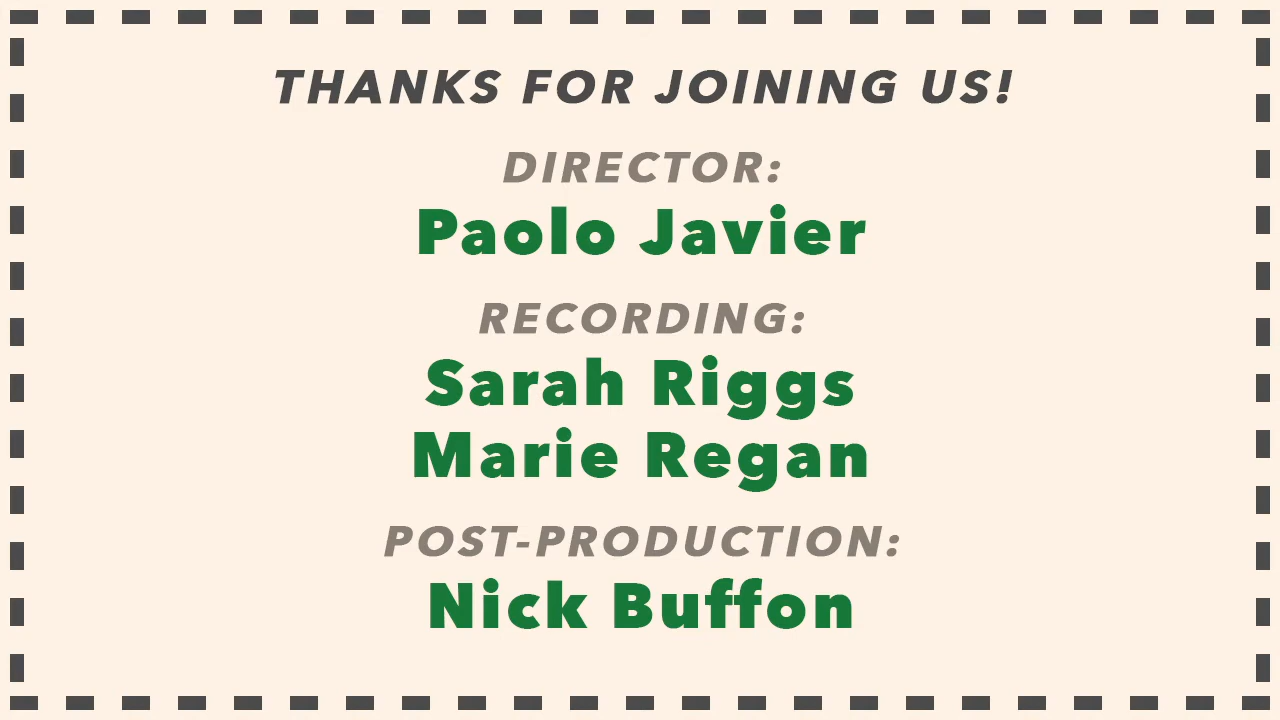 THANKS FOR JOINING US!
DIRECTOR:
Paolo Javier
RECORDING:
Sarah Riggs
Marie Regan
POST-PRODUCTION:
Nick Buffon